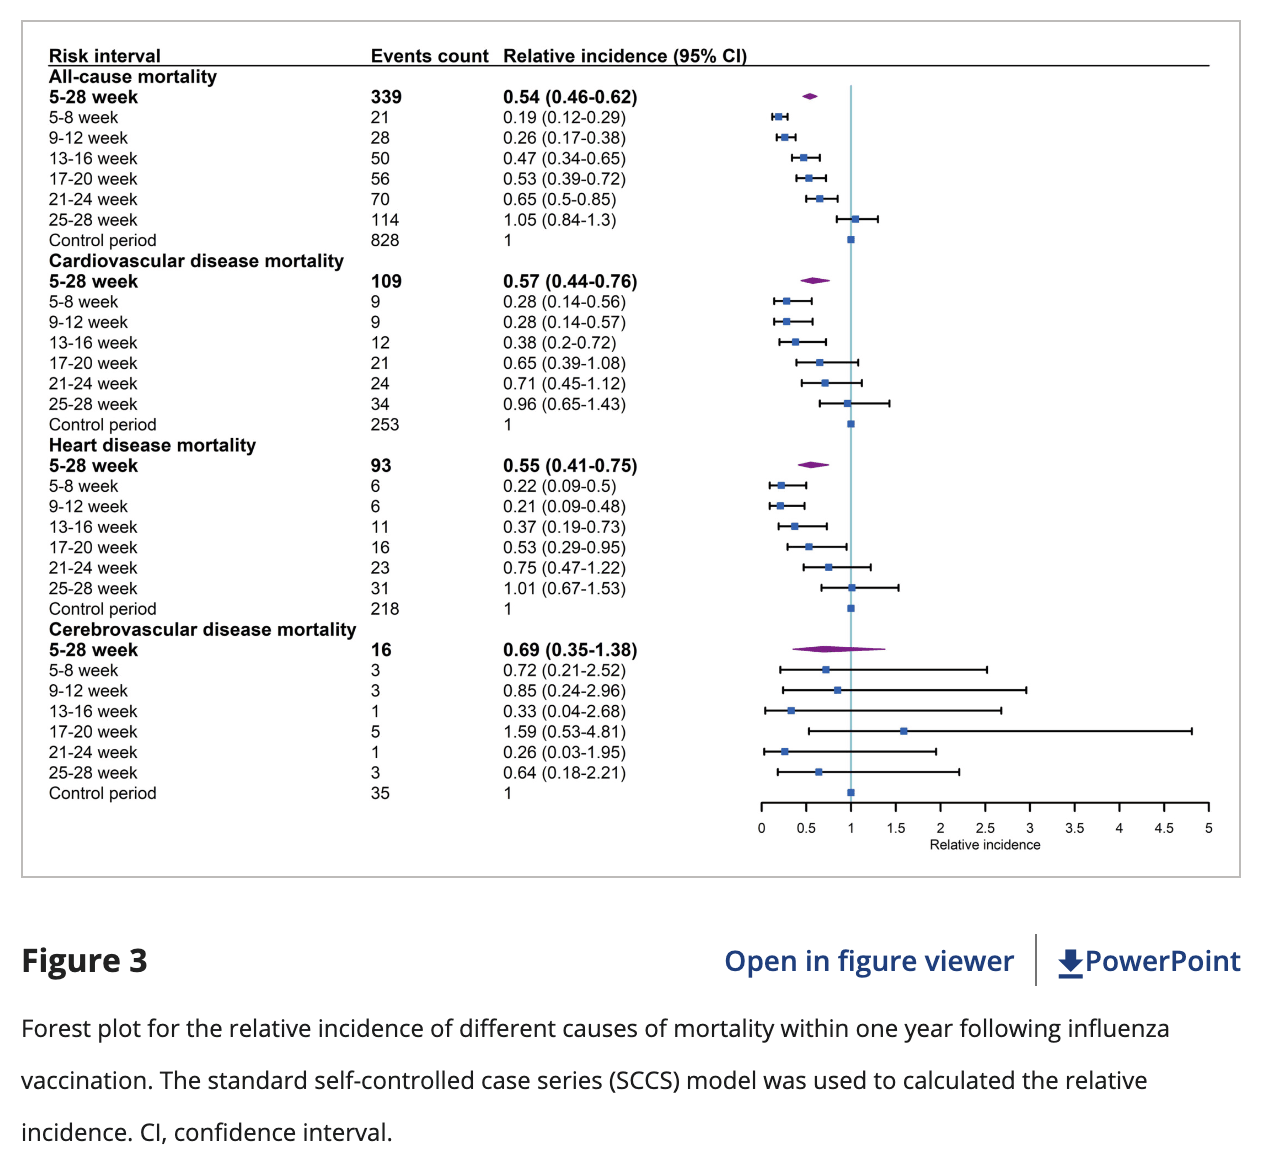 Risk interval Events count Relative incidence (95% CI)
All-cause mortality
5-28 week 339 0.54 (0.46-0.62)
5-8 week 21 0.19 (0.12-0.29)
9-12 week 28 0.26 (0.17-0.38)
13-16 week 50 0.47 (0.34-0.65)
17-20 week 56 0.53 (0.39-0.72)
21-24 week 70 0.65 (0.5-0.85)
25-28 week 114 1.05 (0.84-1.3)
Control period 828 1
Cardiovascular disease mortality
5-28 week 109 0.57 (0.44-0.76)
5-8 week 9 0.28 (0.14-0.56)
9-12 week 9 0.28 (0.14-0.57)
13-16 week 12 0.38 (0.2-0.72)
17-20 week 21 0.65 (0.39-1.08)
21-24 week 24 0.71 (0.45-1.12)
25-28 week 34 0.96 (0.65-1.43)
Control period 253 1
Heart disease mortality
5-28 week 93 0.55 (0.41-0.75)
5-8 week 6 0.22 (0.09-0.5)
9-12 week 6 0.21 (0.09-0.48)
13-16 week 11 0.37 (0.19-0.73)
17-20 week 16 0.53 (0.29-0.95)
21-24 week 23 0.75 (0.47-1.22)
25-28 week 31 1.01 (0.67-1.53)
Control period 218 1
Cerebrovascular disease mortality
5-28 week 16 0.69 (0.35-1.38)
5-8 week 3 0.72 (0.21-2.52)
9-12 week 3 0.85 (0.24-2.96)
13-16 week 1 0.33 (0.04-2.68)
17-20 week 5 1.59 (0.53-4.81)
21-24 week 1 0.26 (0.03-1.95)
25-28 week 3 0.64 (0.18-2.21)
Control period 35 1
0 0.5 1 1.5 2 2.5 3 3.5 4 4.5 5
Relative incidence
Figure 3 Open in figure viewer PowerPoint
Forest plot for the relative incidence of different causes of mortality within one year following influenza
vaccination. The standard self-controlled case series (SCCS) model was used to calculated the relative
incidence. CI, confidence interval.